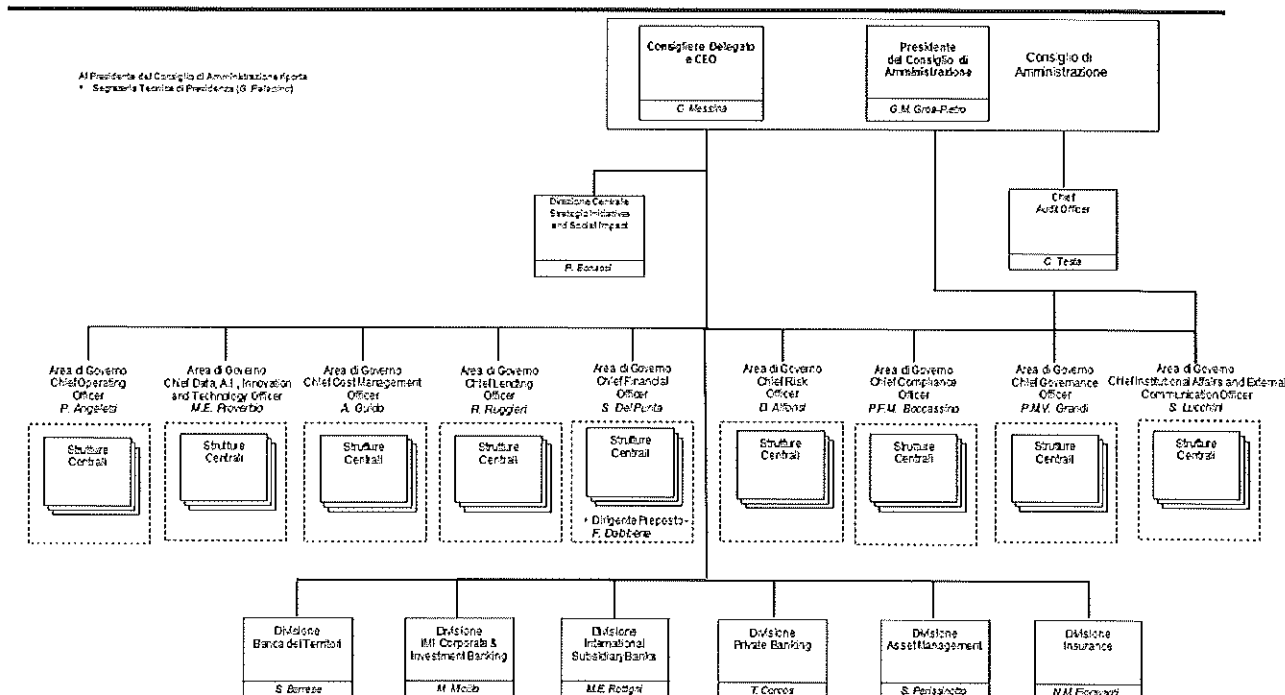 Consigliere Delegato
e CEO
C. Messina
Presidente
del Consiglio di
Amministrazione
G.M. Gros-Pietro
Consiglio di
Amministrazione
Al Presidente del Consiglio di Amministrazione riporta
• Segreteria Tecnica di Presidenza (G. Paladino)
Direzione Centrale
Strategic Initiatives
and Social Impact
P. Bonassi
Chief
Audit Officer
C. Testa
Area di Governo
Chief Operating
Officer
P. Angeletti
Area di Governo
Chief Data, A.I., Innovation
and Technology Officer
M.E. Proverbio
Area di Governo
Chief Cost Management
Officer
A. Guido
Area di Governo
Chief Lending
Officer
R. Ruggieri
Area di Governo
Chief Financial
Officer
S. Del Punta
Area di Governo
Chief Risk
Officer
D. Alfonsi
Area di Governo
Chief Compliance
Officer
P.F.M. Boccassino
Area di Governo
Chief Governance
Officer
P.M.V. Grandi
Area di Governo
Chief Institutional Affairs and External
Communication Officer
S. Lucchini
Strutture
Centrali
Strutture
Centrali
Strutture
Centrali
Strutture
Centrali
Strutture
Centrali
• Dirigente Preposto -
F. Dabbene
Strutture
Centrali
Strutture
Centrali
Strutture
Centrali
Strutture
Centrali
Divisione
Banca dei Territori
S. Barrese
Divisione
IMI Corporate &
Investment Banking
M. Micillo
Divisione
International
Subsidiary Banks
M.E. Rottigni
Divisione
Private Banking
T. Corcos
Divisione
Asset Management
S. Perissinotto
Divisione
Insurance
N.M. Fioravanti